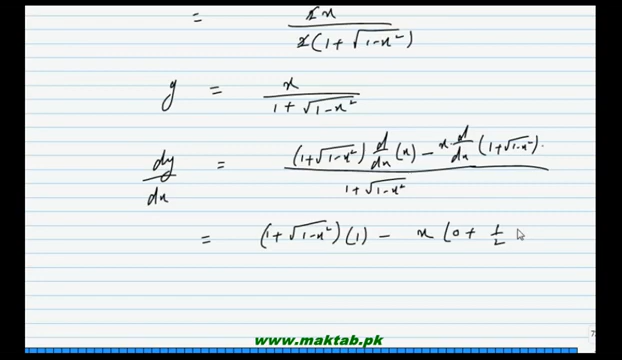 = 2x / 2(1+√1-x²)
y = x / 1+√1-x²
dy/dx = (1+√1-x²) d/dx (x) - x·d/dx (1+√1-x²) / 1+√1-x²
= (1+√1-x²)(1) - x (0+ 1/2
www.maktab.pk